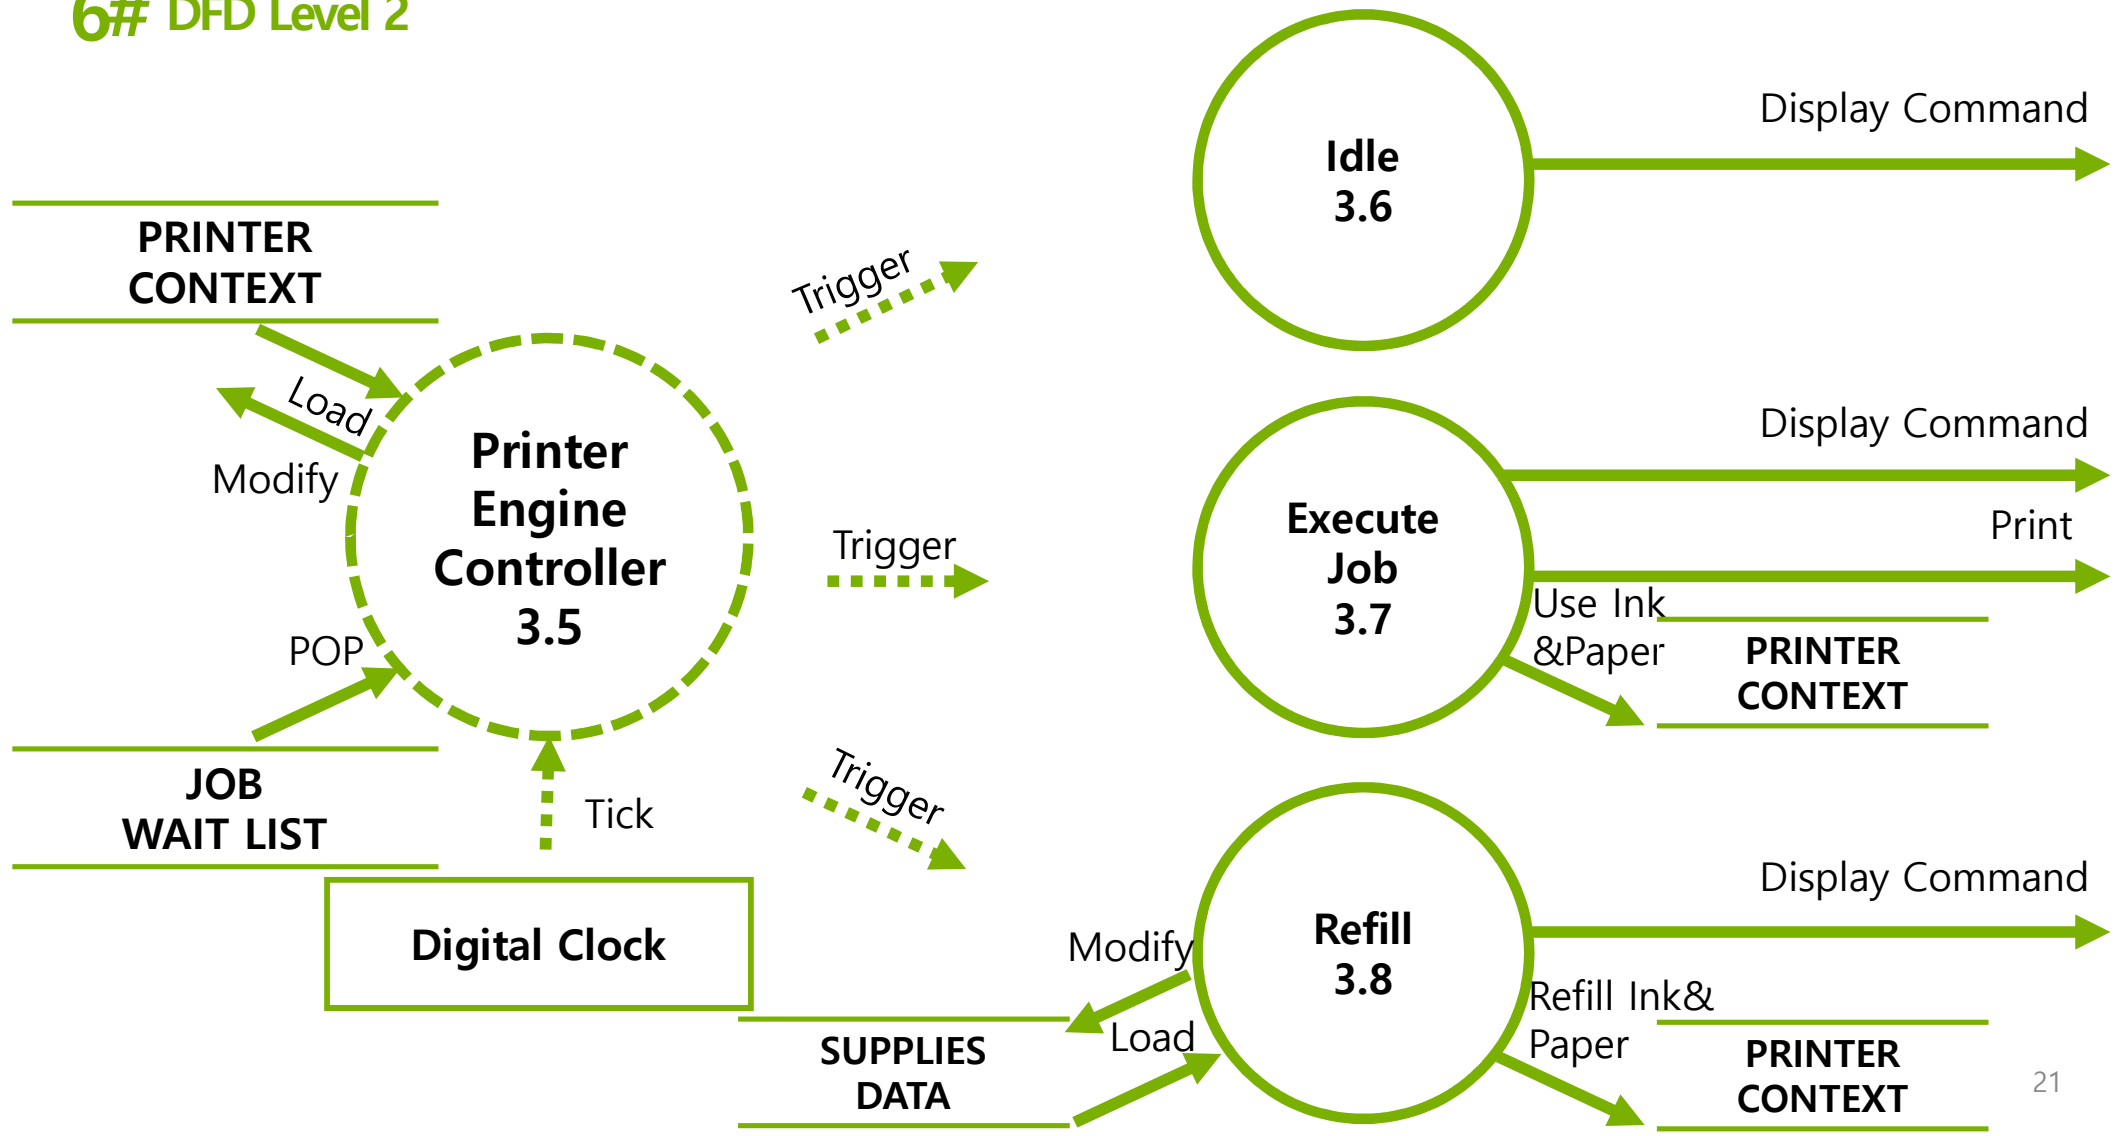 6# DFD Level 2
Idle
3.6
Display Command
PRINTER
CONTEXT
Trigger
Load
Modify
Printer
Engine
Controller
3.5
POP
Trigger
Execute
Job
3.7
Display Command
Print
Use Ink
&Paper
PRINTER
CONTEXT
JOB
WAIT LIST
Tick
Trigger
Digital Clock
Modify
Load
SUPPLIES
DATA
Refill
3.8
Display Command
Refill Ink&
Paper
PRINTER
CONTEXT
21